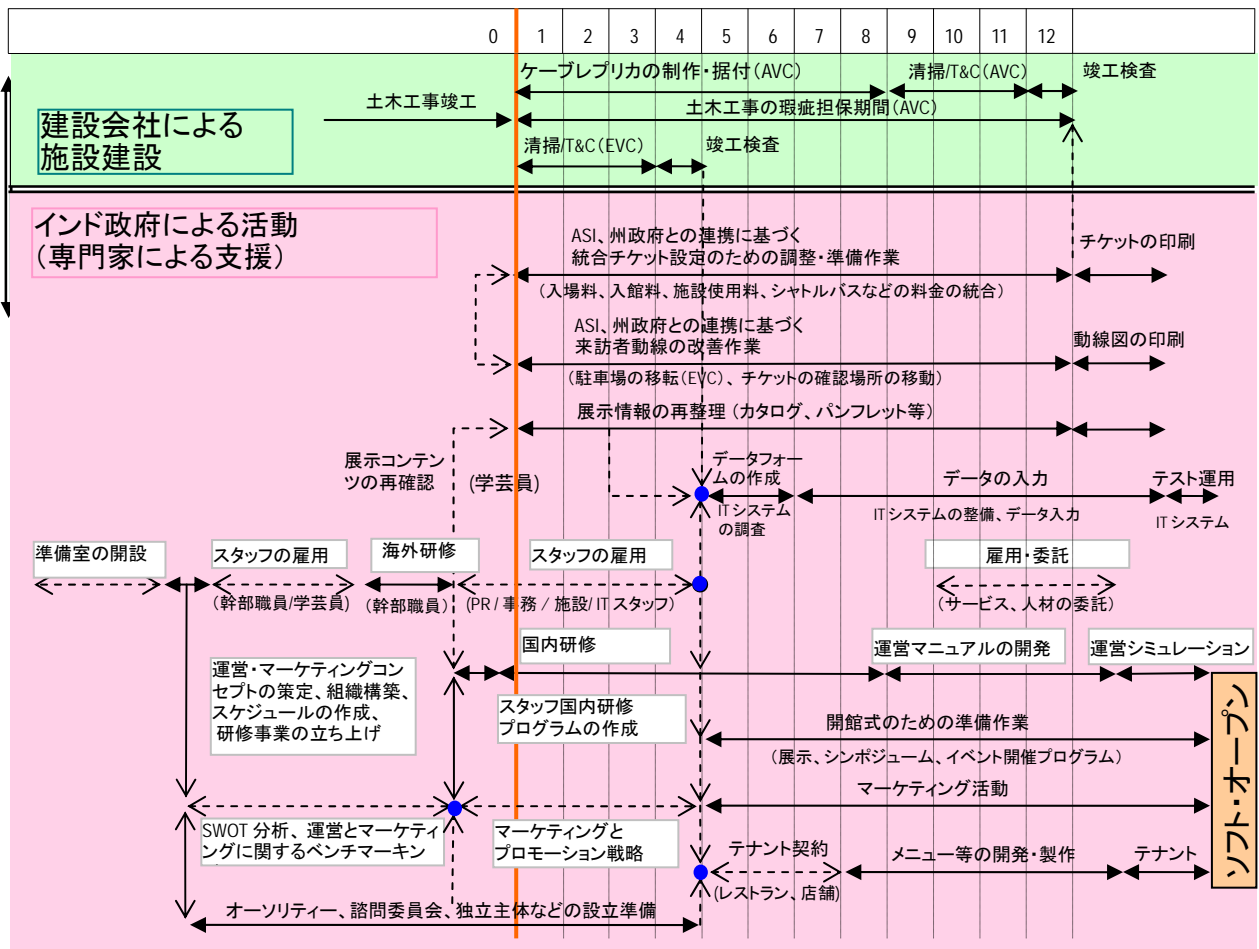 0 1 2 3 4 5 6 7 8 9 10 11 12
ケーブレプリカの制作・据付(AVC)
清掃/T&C(AVC)
竣工検査
土木工事竣工
土木工事の瑕疵担保期間(AVC)
建設会社による
施設建設
清掃/T&C(EVC)
竣工検査
インド政府による活動
(専門家による支援)
ASI、州政府との連携に基づく
統合チケット設定のための調整・準備作業
チケットの印刷
(入場料、入館料、施設使用料、シャトルバスなどの料金の統合)
ASI、州政府との連携に基づく
来訪者動線の改善作業
動線図の印刷
(駐車場の移転(EVC)、チケットの確認場所の移動)
展示情報の再整理(カタログ、パンフレット等)
展示コンテン
ツの再確認
(学芸員)
データフォー
ムの作成
データの入力
テスト運用
ITシステム
の調査
ITシステムの整備、データ入力
ITシステム
準備室の開設
スタッフの雇用
海外研修
スタッフの雇用
雇用・委託
(幹部職員/学芸員)
(幹部職員)
(PR/事務/施設/ITスタッフ)
(サービス、人材の委託)
国内研修
運営マニュアルの開発
運営シミュレーション
運営・マーケティングコン
セプトの策定、組織構築、
スケジュールの作成、
研修事業の立ち上げ
スタッフ国内研修
プログラムの作成
開館式のための準備作業
(展示、シンポジューム、イベント開催プログラム)
マーケティング活動
ソフト・オープン
SWOT 分析、運営とマーケティ
ングに関するベンチマーキン
マーケティングと
プロモーション戦略
テナント契約
メニュー等の開発・製作
テナント
(レストラン、店舗)
オーソリティー、諮問委員会、独立主体などの設立準備